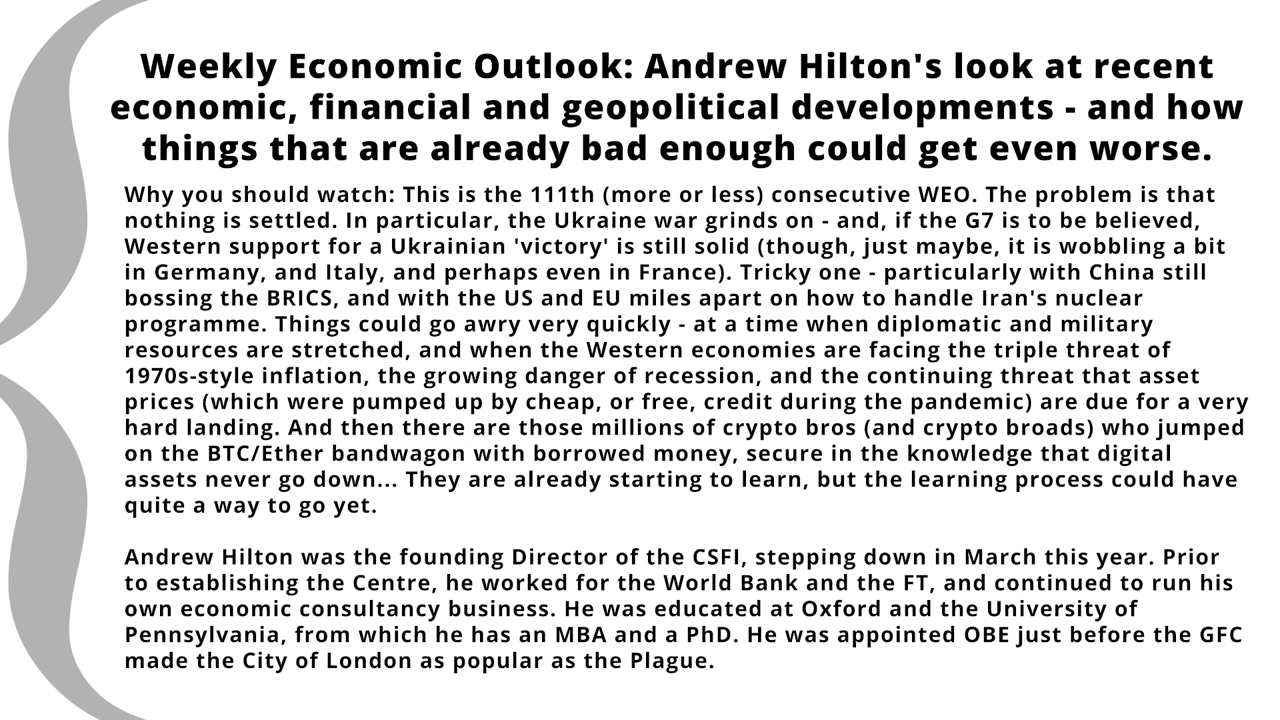 Weekly Economic Outlook: Andrew Hilton's look at recent
economic, financial and geopolitical developments - and how
things that are already bad enough could get even worse.
Why you should watch: This is the 111th (more or less) consecutive WEO. The problem is that
nothing is settled. In particular, the Ukraine war grinds on - and, if the G7 is to be believed,
Western support for a Ukrainian 'victory' is still solid (though, just maybe, it is wobbling a bit
in Germany, and Italy, and perhaps even in France). Tricky one - particularly with China still
bossing the BRICS, and with the US and EU miles apart on how to handle Iran's nuclear
programme. Things could go awry very quickly - at a time when diplomatic and military
resources are stretched, and when the Western economies are facing the triple threat of
1970s-style inflation, the growing danger of recession, and the continuing threat that asset
prices (which were pumped up by cheap, or free, credit during the pandemic) are due for a very
hard landing. And then there are those millions of crypto bros (and crypto broads) who jumped
on the BTC/Ether bandwagon with borrowed money, secure in the knowledge that digital
assets never go down... They are already starting to learn, but the learning process could have
quite a way to go yet.
Andrew Hilton was the founding Director of the CSFI, stepping down in March this year. Prior
to establishing the Centre, he worked for the World Bank and the FT, and continued to run his
own economic consultancy business. He was educated at Oxford and the University of
Pennsylvania, from which he has an MBA and a PhD. He was appointed OBE just before the GFC
made the City of London as popular as the Plague.